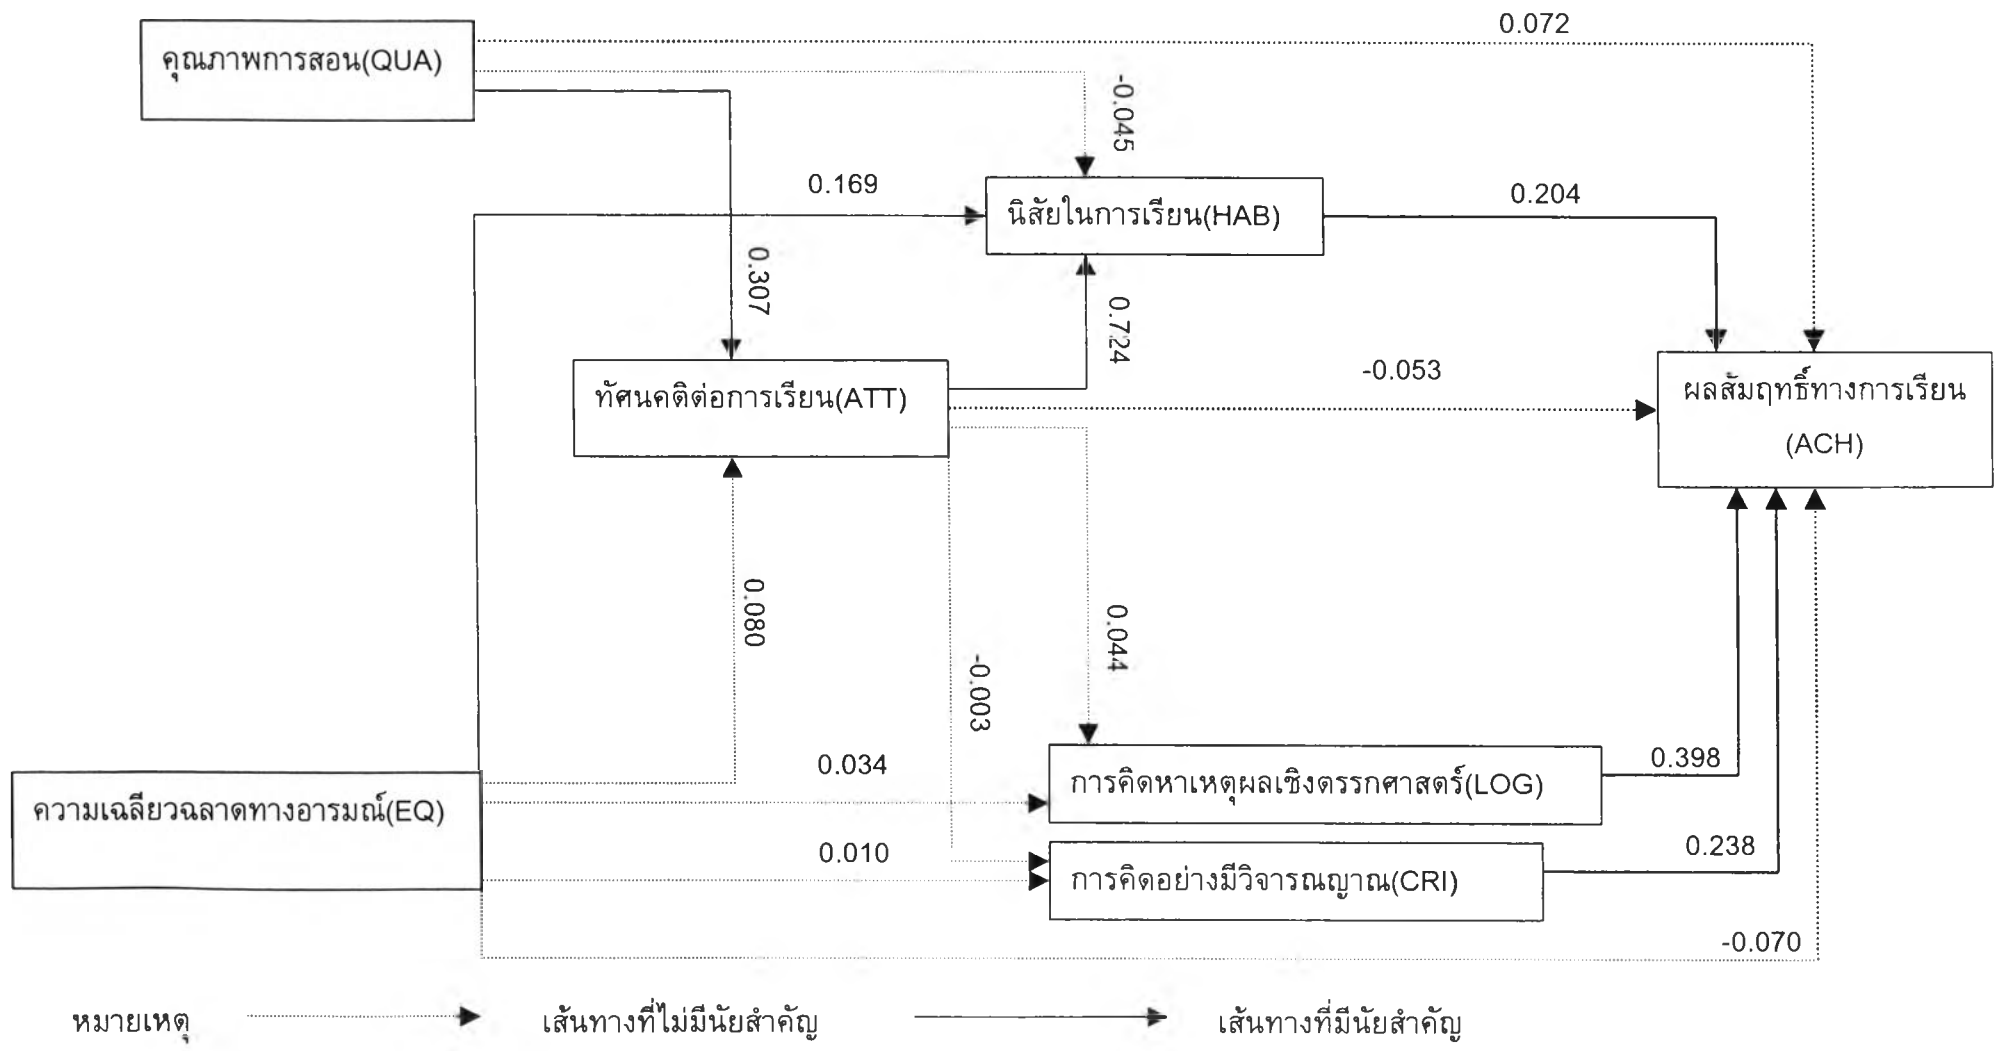 0.072
คุณภาพการสอน(QUA)
-0.045
0.169
0.204
นิสัยในการเรียน(HAB)
0.307
0.724
-0.053
ทัศนคติต่อการเรียน(ATT)
ผลสัมฤทธิ์ทางการเรียน
(ACH)
0.080
0.044
-0.003
0.034
0.398
การคิดหาเหตุผลเชิงตรรกศาสตร์(LOG)
ความเฉลียวฉลาดทางอารมณ์(EQ)
0.010
0.238
การคิดอย่างมีวิจารณญาณ(CRI)
-0.070
หมายเหตุ เส้นทางที่ไม่มีนัยสำคัญ เส้นทางที่มีนัยสำคัญ